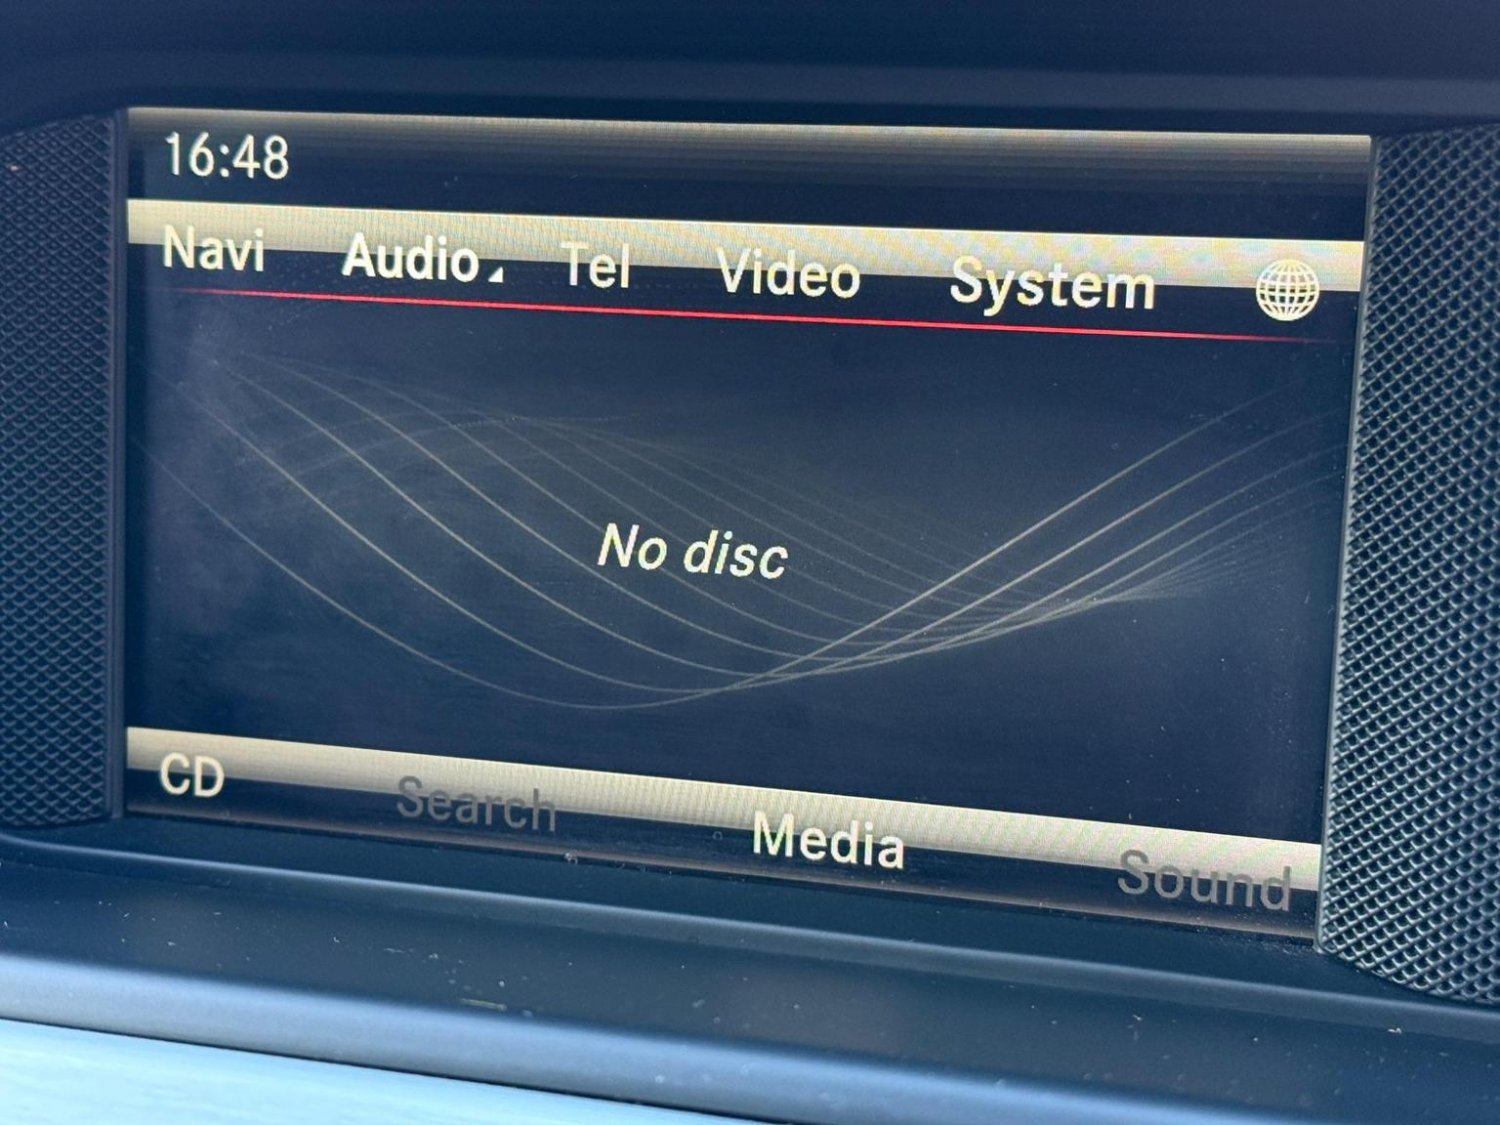 16:48
Navi Audio Tel Video System
No disc
CD Search Media Sound